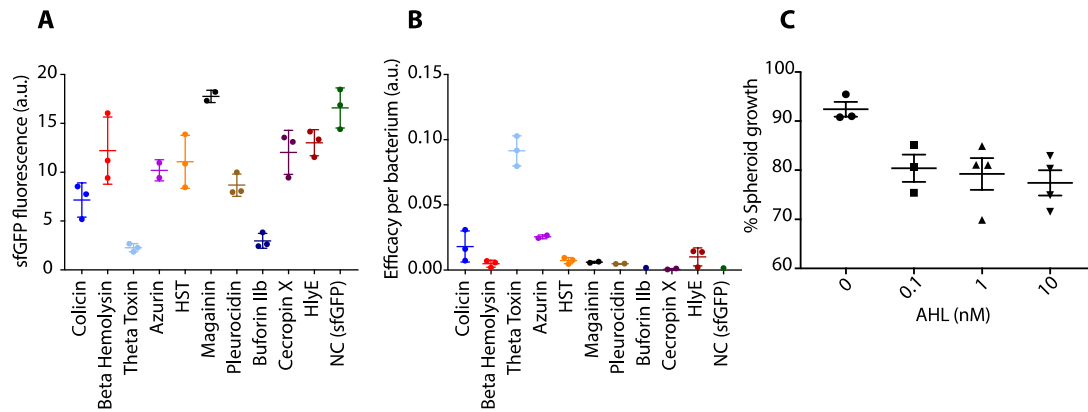 A
sfGFP fluorescence (a.u.)
20
15
10
5
0
Colicin
Beta Hemolysin
Theta Toxin
Azurin
HST
Magainin
Pleurocidin
Buforin IIb
Cecropin X
HlyE
NC (sfGFP)
B
Efficacy per bacterium (a.u.)
0.15
0.10
0.05
0.00
Colicin
Beta Hemolysin
Theta Toxin
Azurin
HST
Magainin
Pleurocidin
Buforin IIb
Cecropin X
HlyE
NC (sfGFP)
C
% Spheroid growth
100
90
80
70
60
0
0.1
1
10
AHL (nM)